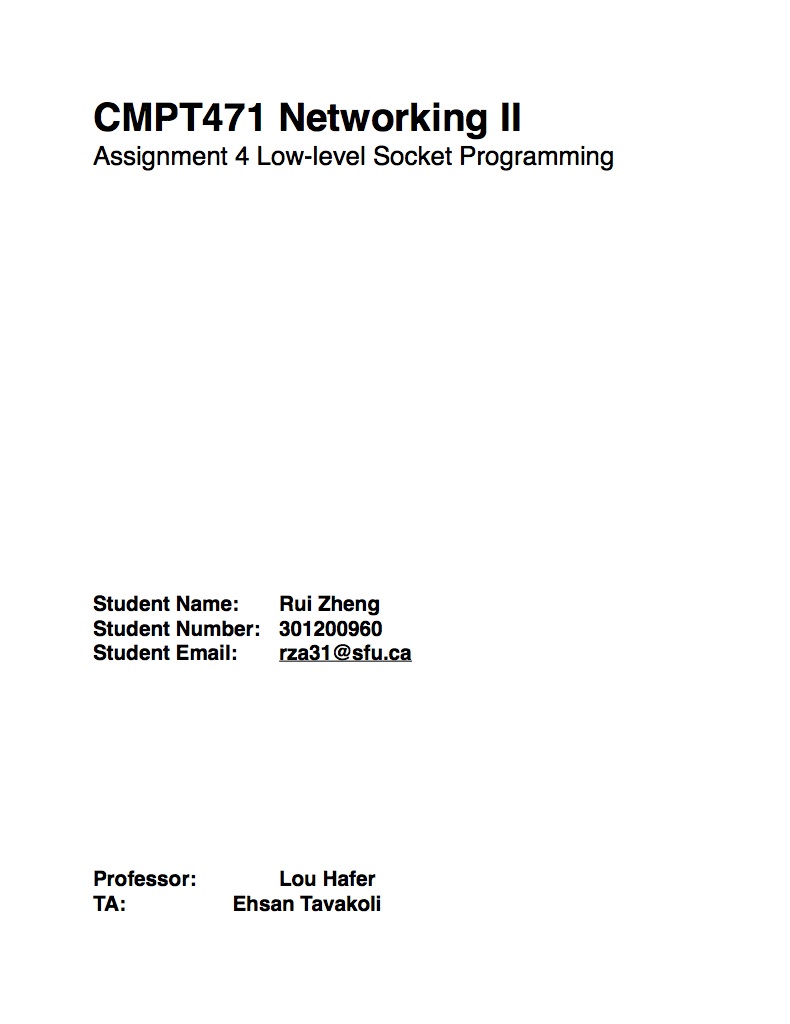 CMPT471 Networking II
Assignment 4 Low-level Socket Programming
Student Name: Rui Zheng
Student Number: 301200960
Student Email: rza31@sfu.ca
Professor: Lou Hafer
TA: Ehsan Tavakoli